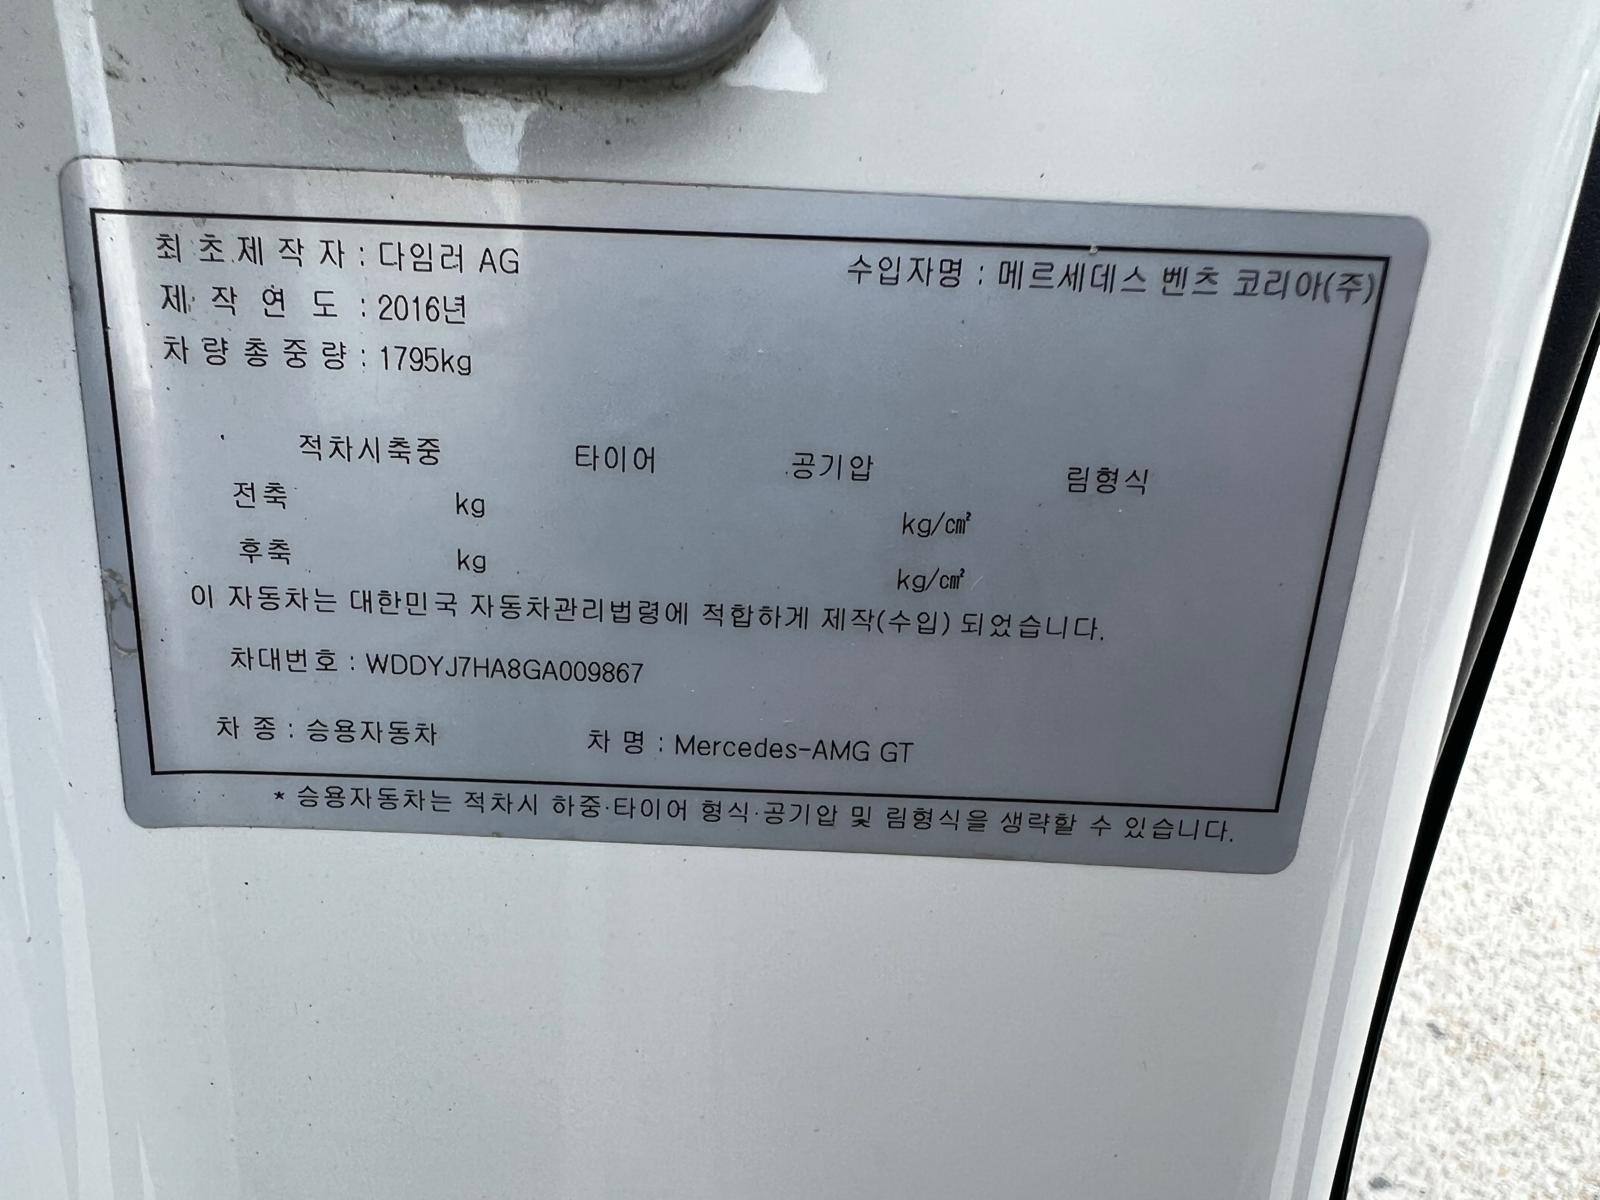 최 초 제 작 자 : 다임러 AG 수입자명 : 메르세데스 벤츠 코리아(주)
제 작 연 도 : 2016년
차 량 총 중 량 : 1795kg
적차시축중 타이어 공기압 림형식
전축 kg kg/㎠
후축 kg kg/㎠
이 자동차는 대한민국 자동차관리법령에 적합하게 제작(수입) 되었습니다.
차대번호 : WDDYJ7HA8GA009867
차 종 : 승용자동차 차 명 : Mercedes-AMG GT
* 승용자동차는 적차시 하중·타이어 형식·공기압 및 림형식을 생략할 수 있습니다.